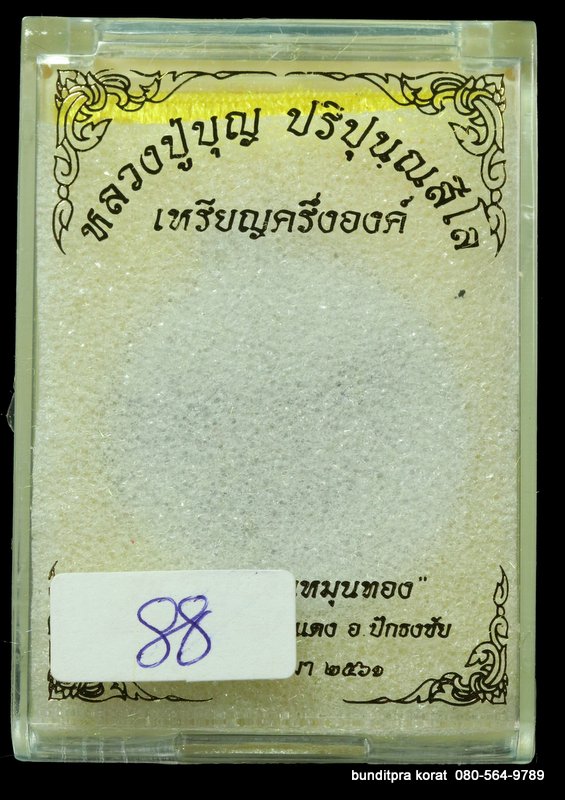 หลวงปู่บุญ ปริปุนฺณสีโล
เหรียญครึ่งองค์
หมุนทอง"
แดง อ.ปักธงชัย
๒๕๖๑
88
bunditpra korat 080-564-9789